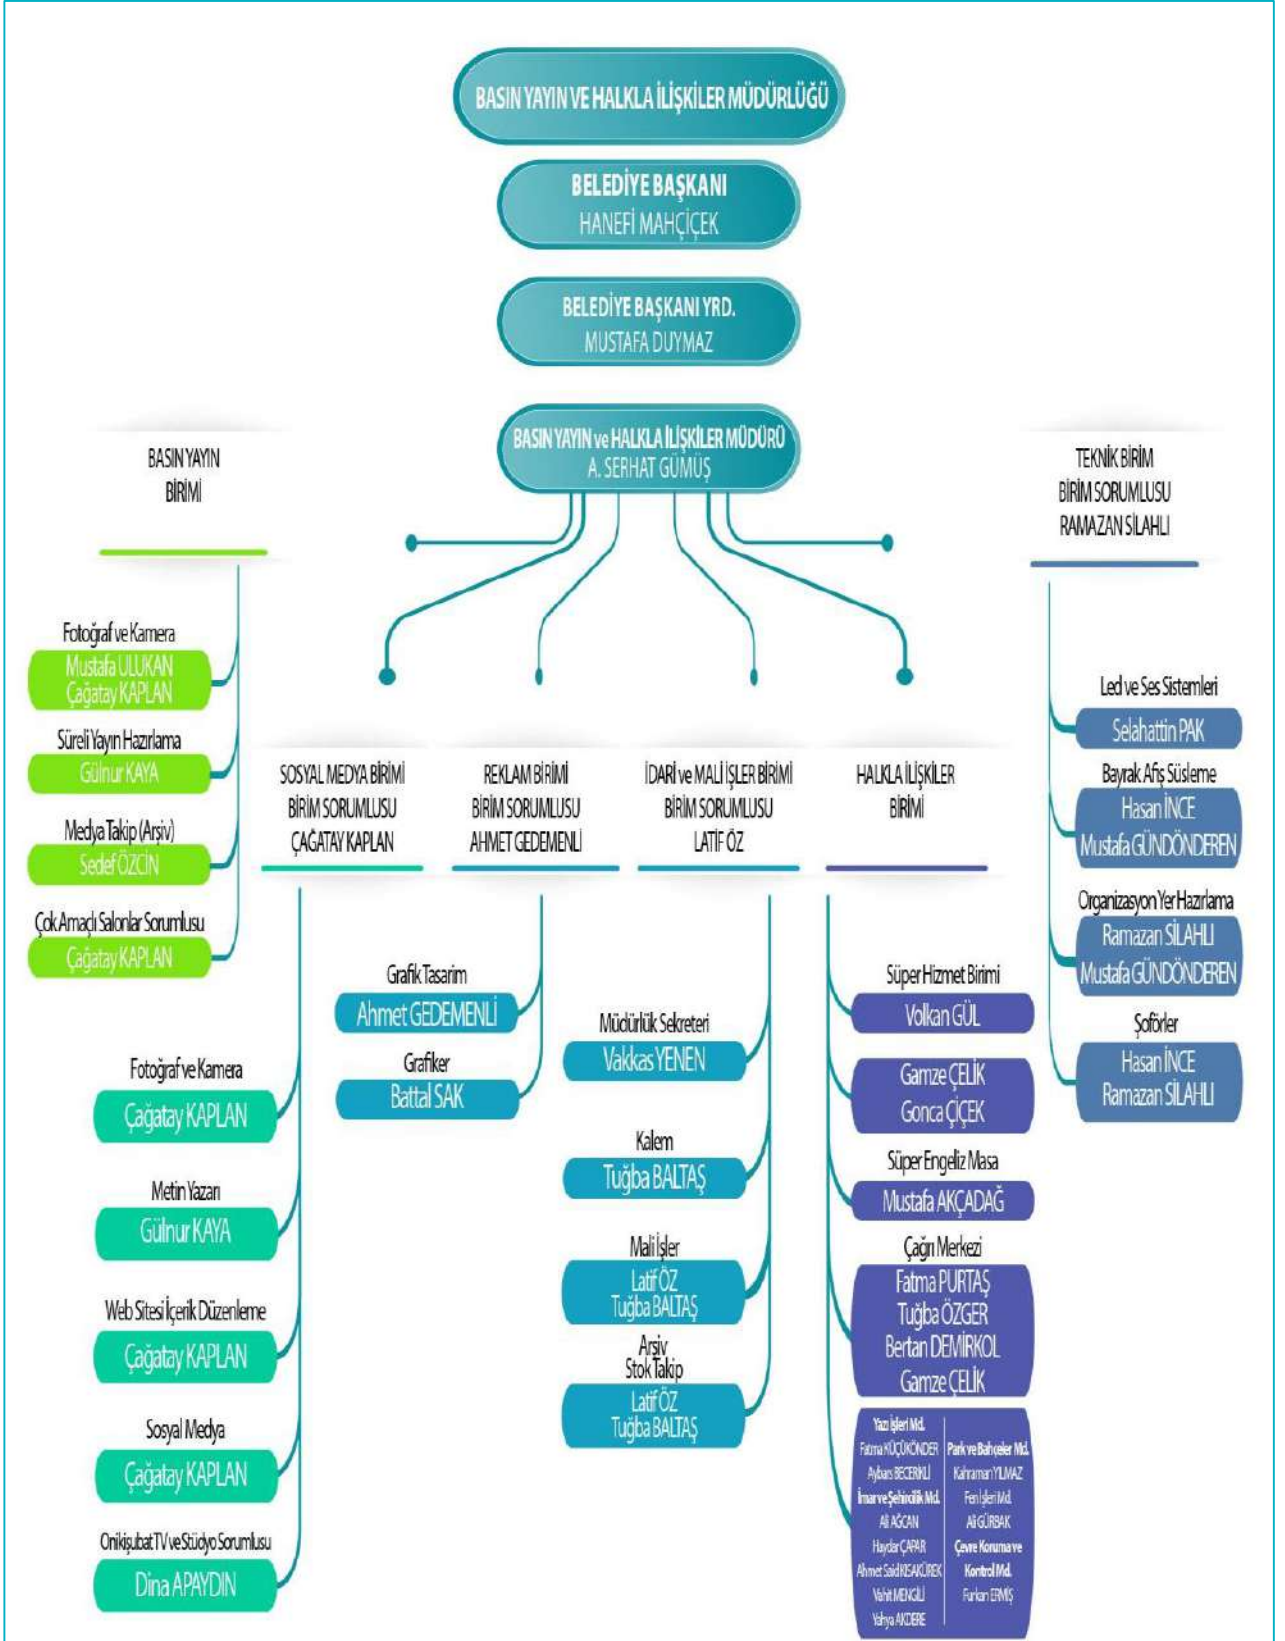 BASIN YAYIN VE HALKLA İLİŞKİLER MÜDÜRLÜĞÜ
BELEDİYE BAŞKANI
HANEFİ MAHÇİÇEK
BELEDİYE BAŞKANI YRD.
MUSTAFA DUYMAZ
BASIN YAYIN ve HALKLA İLİŞKİLER MÜDÜRÜ
A. SERHAT GÜMÜŞ
BASIN YAYIN
BİRİMİ
Fotoğraf ve Kamera
Mustafa ULUKAN
Çağatay KAPLAN
Süreli Yayın Hazırlama
Gülnur KAYA
Medya Takip (Arşiv)
Sedef ÖZCİN
Çok Amaçlı Salonlar Sorumlusu
Çağatay KAPLAN
SOSYAL MEDYA BİRİMİ
BİRİM SORUMLUSU
ÇAĞATAY KAPLAN
Fotoğraf ve Kamera
Çağatay KAPLAN
Metin Yazarı
Gülnur KAYA
Web Sitesi İçerik Düzenleme
Çağatay KAPLAN
Sosyal Medya
Çağatay KAPLAN
Onikişubat TV ve Stüdyo Sorumlusu
Dina APAYDIN
REKLAM BİRİMİ
BİRİM SORUMLUSU
AHMET GEDEMENLİ
Grafik Tasarim
Ahmet GEDEMENLİ
Grafiker
Battal SAK
İDARİ ve MALİ İŞLER BİRİMİ
BİRİM SORUMLUSU
LATİF ÖZ
Müdürlük Sekreteri
Vakkas YENEN
Kalem
Tuğba BALTAŞ
Mali İşler
Latif ÖZ
Tuğba BALTAŞ
Arşiv
Stok Takip
Latif ÖZ
Tuğba BALTAŞ
HALKLA İLİŞKİLER
BİRİMİ
Süper Hizmet Birimi
Volkan GÜL
Gamze ÇELİK
Gonca ÇİÇEK
Süper Engeliz Masa
Mustafa AKÇADAĞ
Çağrı Merkezi
Fatma PURTAŞ
Tuğba ÖZGER
Bertan DEMİRKOL
Gamze ÇELİK
Yazı İşleri Md.
Fatma KÜÇÜKÖNDER
Aybars BECERİKLİ
İmar ve Şehircilik Md.
Ali AĞCAN
Haydar ÇAPAR
Ahmet Said KISAKÜREK
Vahit MENGİLİ
Yahya AKDERE
Park ve Bahçeler Md.
Kahraman YILMAZ
Fen İşleri Md.
Ali GÜRBAK
Çevre Koruma ve
Kontrol Md.
Furkan ERMİŞ
TEKNİK BİRİM
BİRİM SORUMLUSU
RAMAZAN SİLAHLI
Led ve Ses Sistemleri
Selahattin PAK
Bayrak Afiş Süsleme
Hasan İNCE
Mustafa GÜNDÖNDEREN
Organizasyon Yer Hazırlama
Ramazan SİLAHLI
Mustafa GÜNDÖNDEREN
Şoförler
Hasan İNCE
Ramazan SİLAHLI